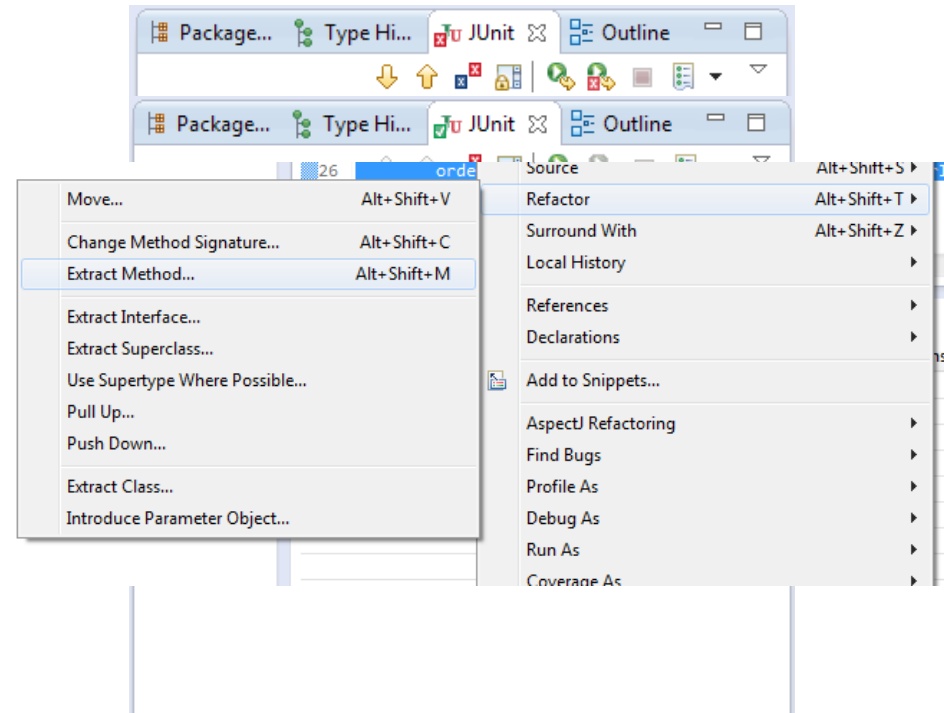 Package... Type Hi... JUnit Outline
Package... Type Hi... JUnit Outline
26 orde
Source Alt+Shift+S
Move... Alt+Shift+V
Refactor Alt+Shift+T
Change Method Signature... Alt+Shift+C
Surround With Alt+Shift+Z
Extract Method... Alt+Shift+M
Local History
Extract Interface...
References
Extract Superclass...
Declarations
Use Supertype Where Possible...
Add to Snippets...
Pull Up...
Push Down...
AspectJ Refactoring
Find Bugs
Extract Class...
Profile As
Introduce Parameter Object...
Debug As
Run As
Coverage As